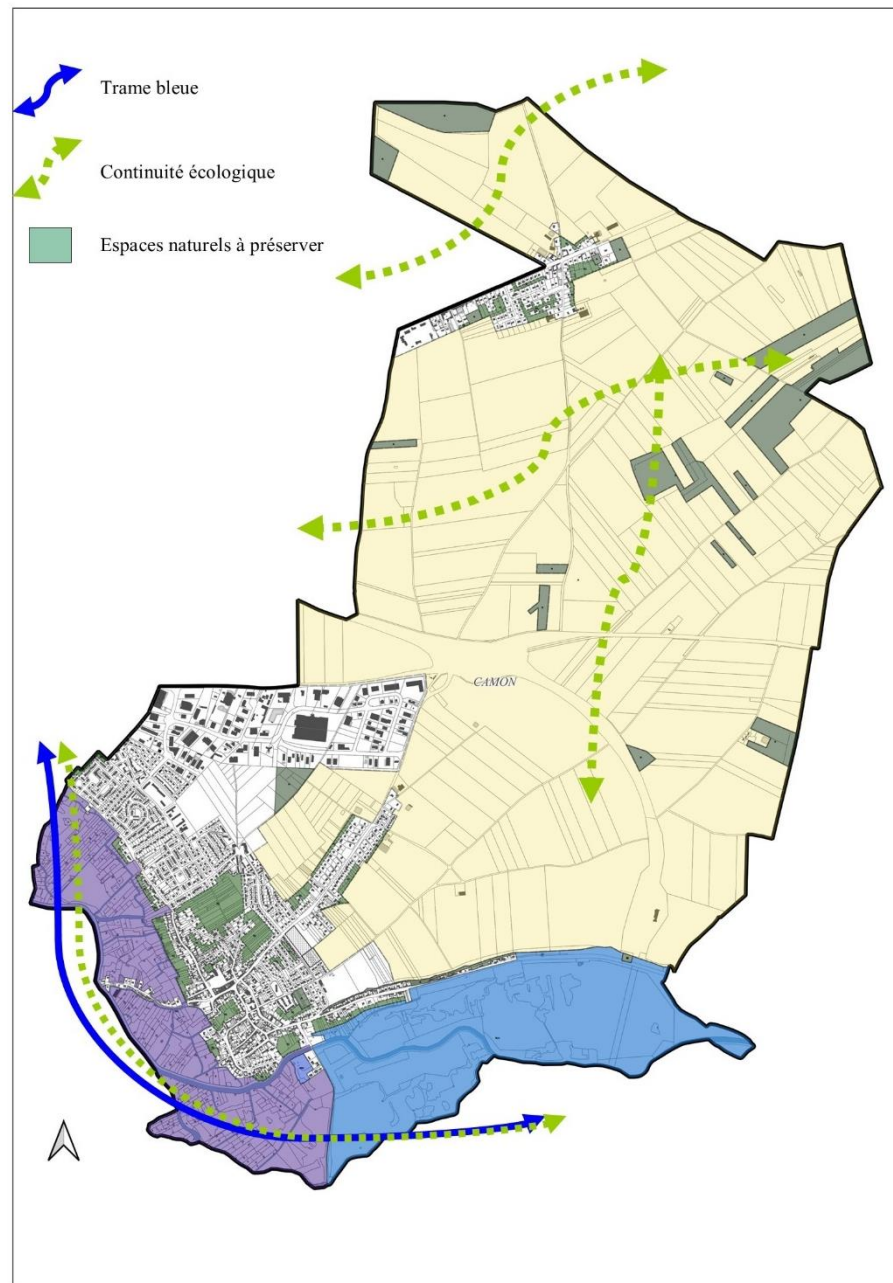 Trame bleue
Continuité écologique
Espaces naturels à préserver
CAMON